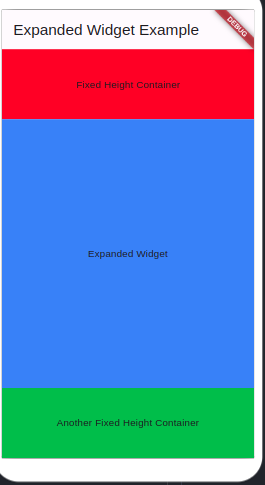 Expanded Widget Example
DEBUG
Fixed Height Container
Expanded Widget
Another Fixed Height Container